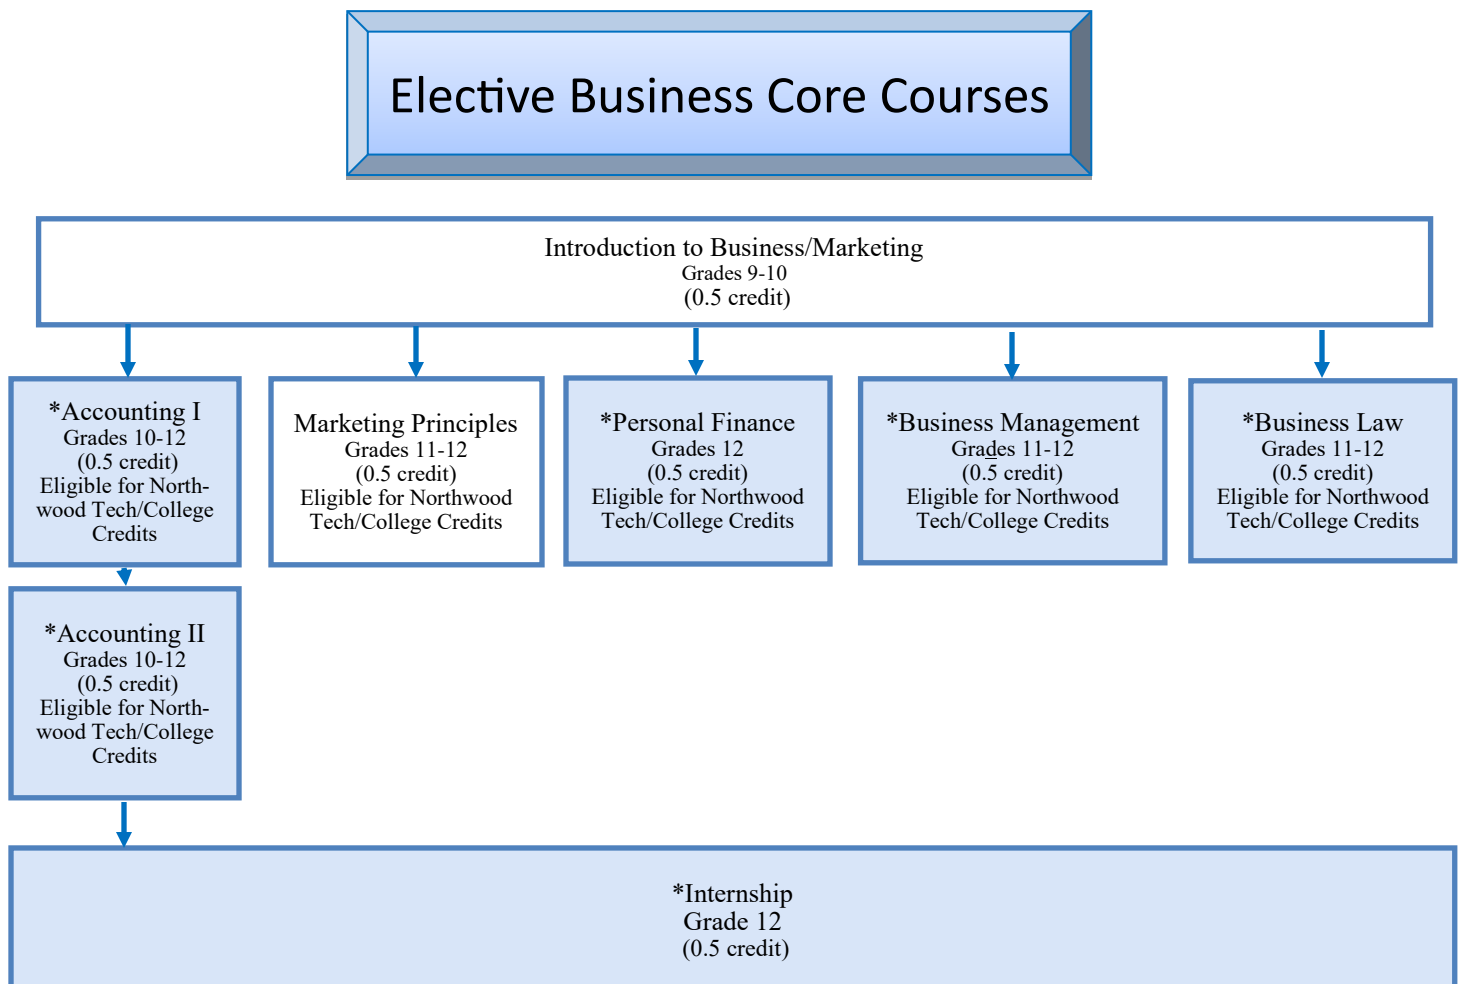 Elective Business Core Courses
Introduction to Business/Marketing
Grades 9-10
(0.5 credit)
*Accounting I
Grades 10-12
(0.5 credit)
Eligible for North-
wood Tech/College
Credits
Marketing Principles
Grades 11-12
(0.5 credit)
Eligible for Northwood
Tech/College Credits
*Personal Finance
Grades 12
(0.5 credit)
Eligible for Northwood
Tech/College Credits
*Business Management
Grades 11-12
(0.5 credit)
Eligible for Northwood
Tech/College Credits
*Business Law
Grades 11-12
(0.5 credit)
Eligible for Northwood
Tech/College Credits
*Accounting II
Grades 10-12
(0.5 credit)
Eligible for North-
wood Tech/College
Credits
*Internship
Grade 12
(0.5 credit)